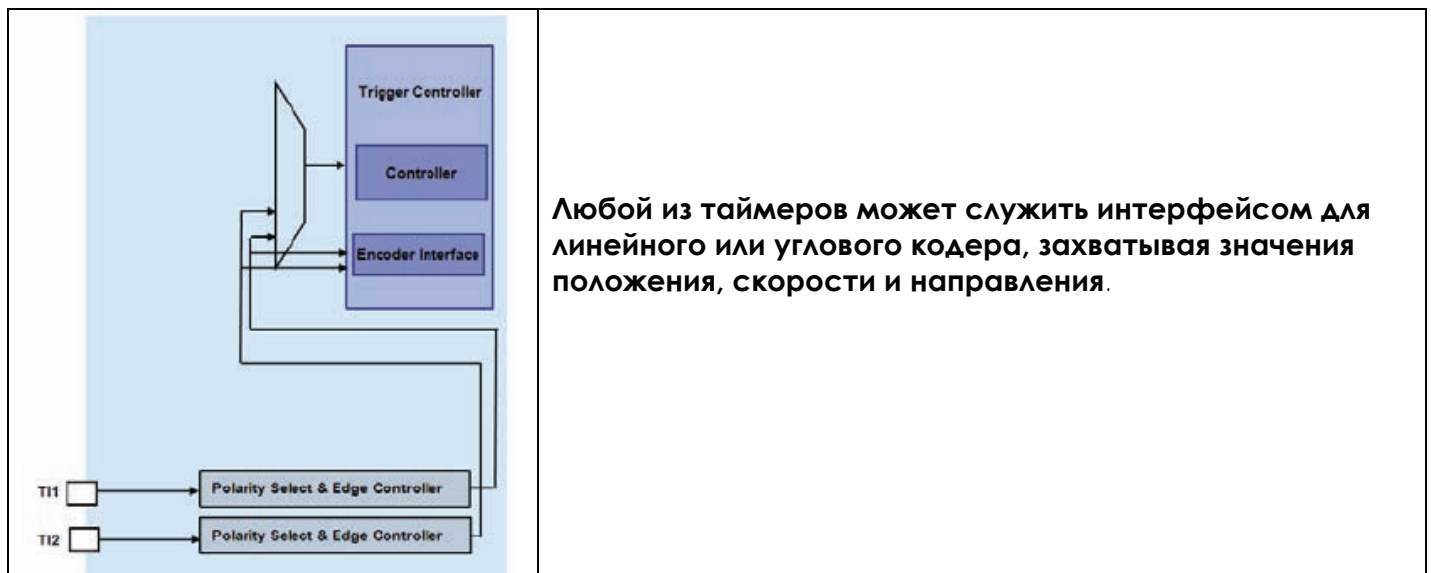 Trigger Controller
Controller
Encoder Interface
TI1
Polarity Select & Edge Controller
TI2
Polarity Select & Edge Controller
Любой из таймеров может служить интерфейсом для
линейного или углового кодера, захватывая значения
положения, скорости и направления.